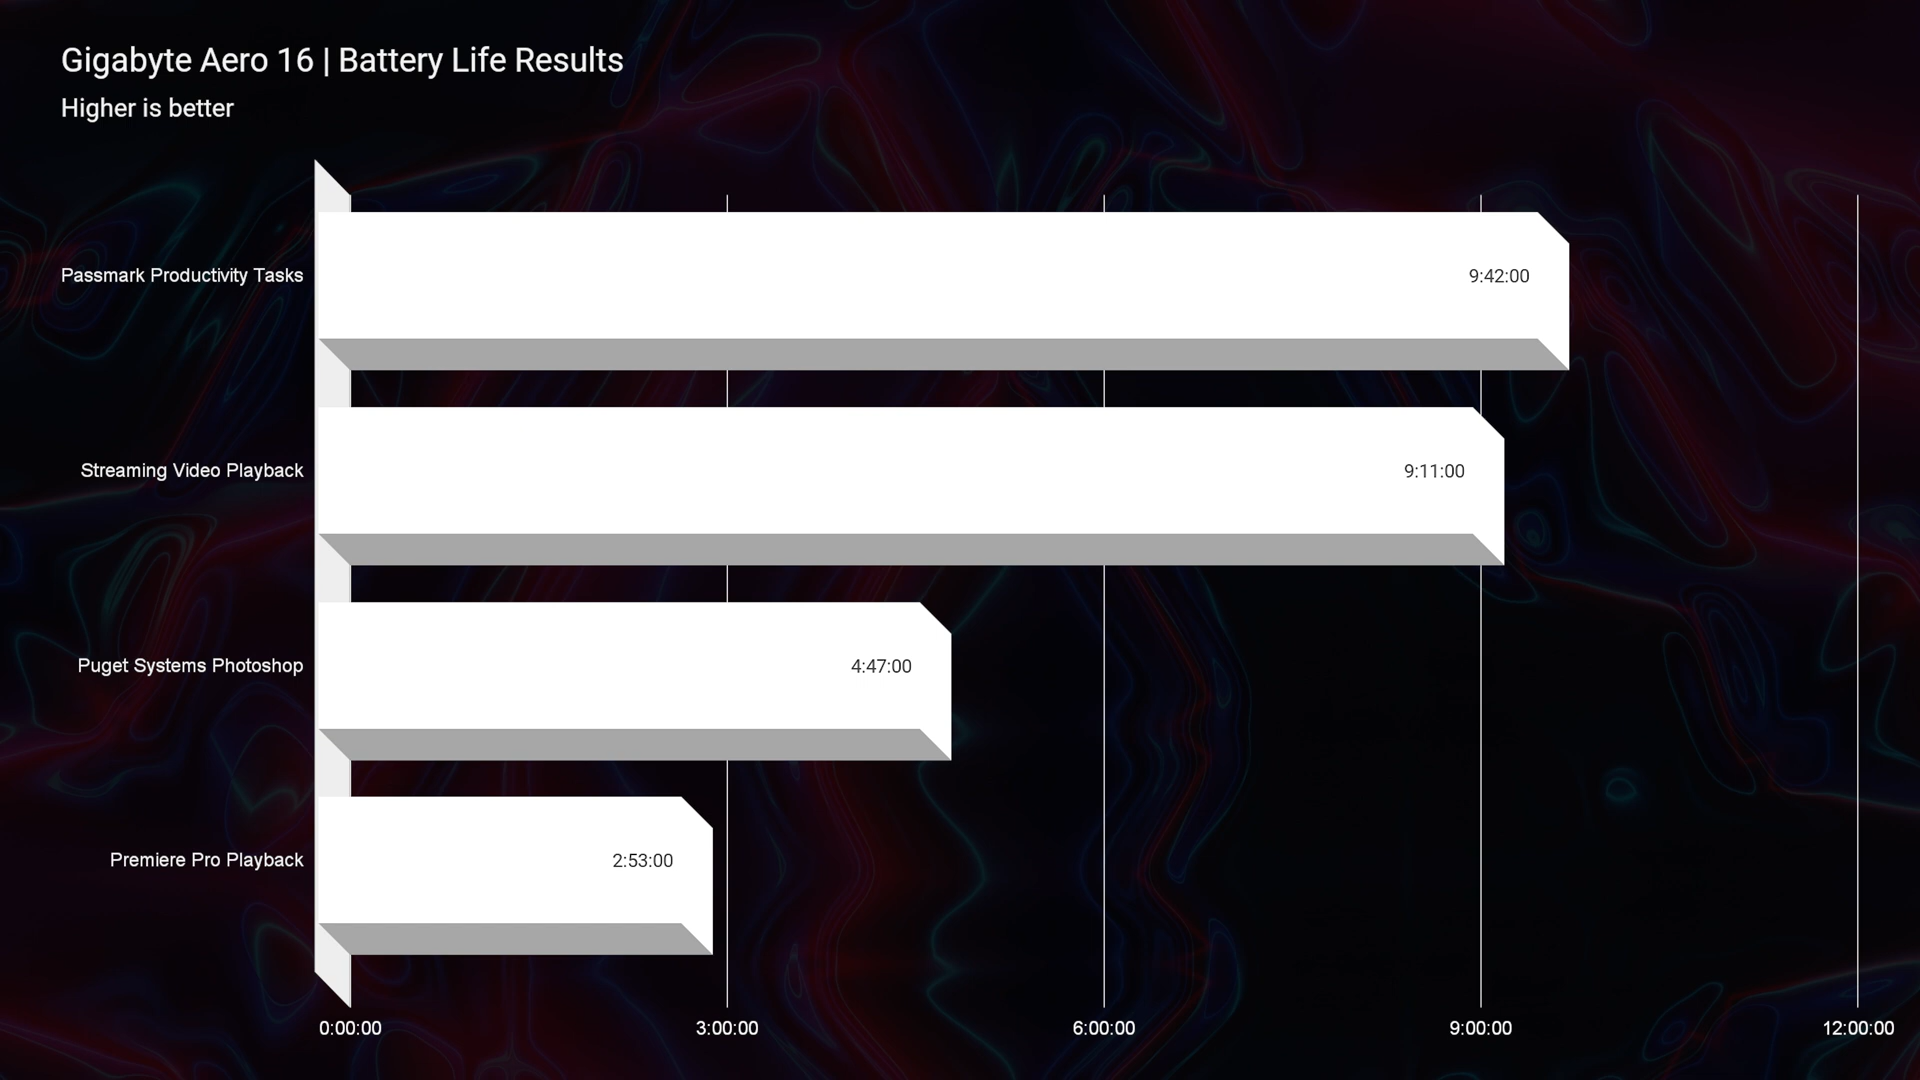 Gigabyte Aero 16 | Battery Life Results
Higher is better
Passmark Productivity Tasks
9:42:00
Streaming Video Playback
9:11:00
Puget Systems Photoshop
4:47:00
Premiere Pro Playback
2:53:00
0:00:00
3:00:00
6:00:00
9:00:00
12:00:00